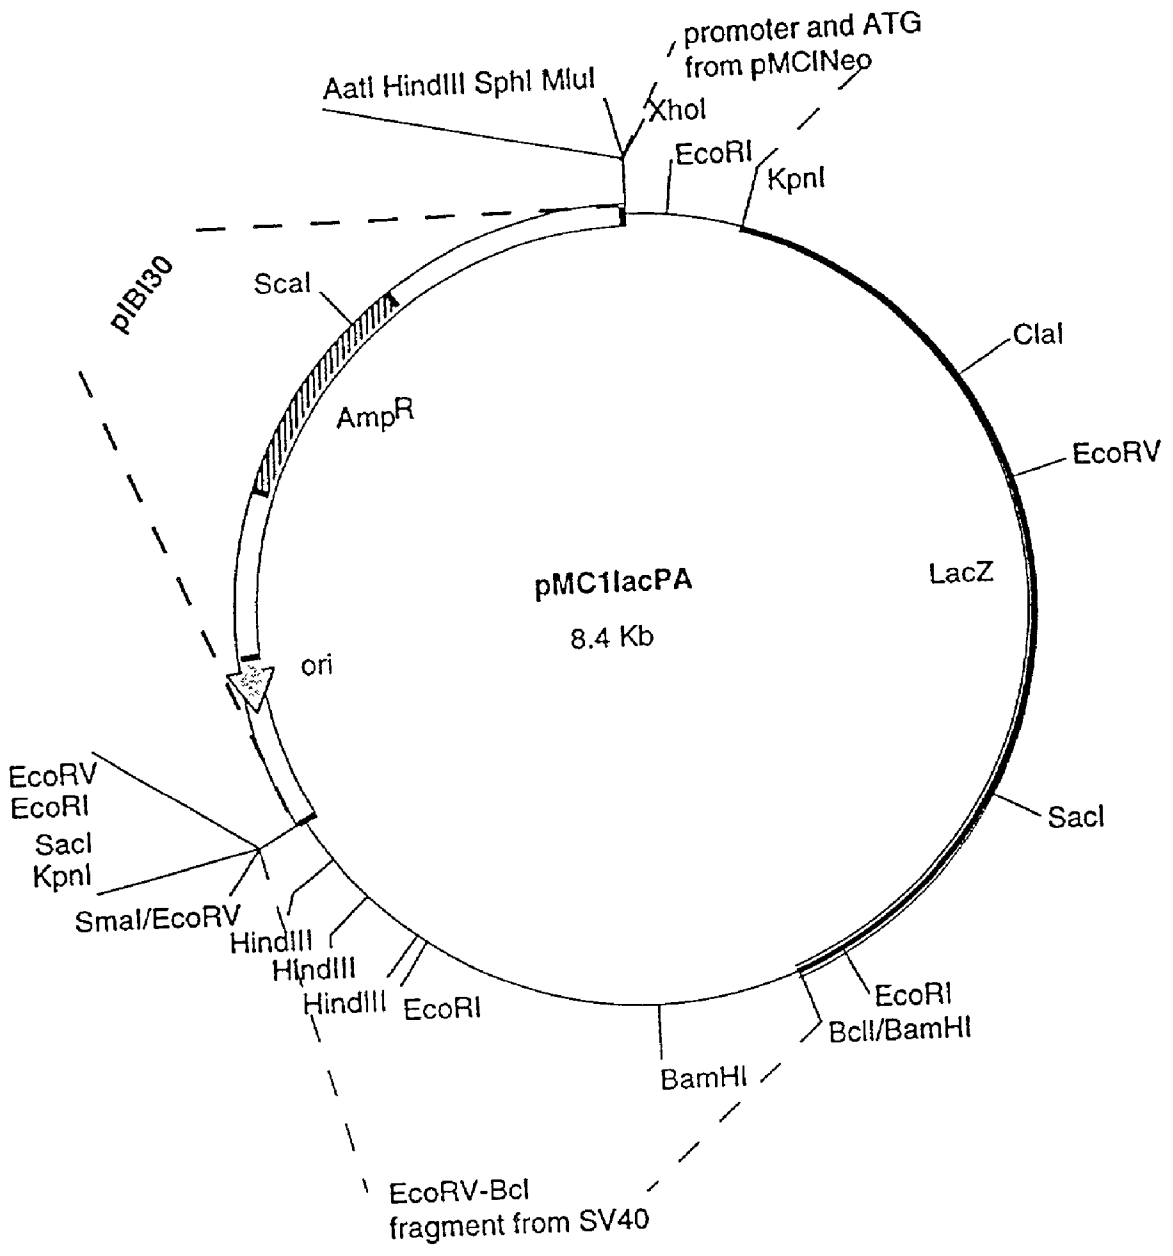 promoter and ATG
from pMCINeo
AatI HindIII SphI MluI
XhoI
EcoRI
KpnI
pIBI30
ScaI
ClaI
AmpR
EcoRV
pMC1lacPA
8.4 Kb
LacZ
ori
EcoRV
EcoRI
SacI
KpnI
SmaI/EcoRV
SacI
HindIII
HindIII
HindIII
EcoRI
EcoRI
BclI/BamHI
BamHI
EcoRV-Bcl
fragment from SV40